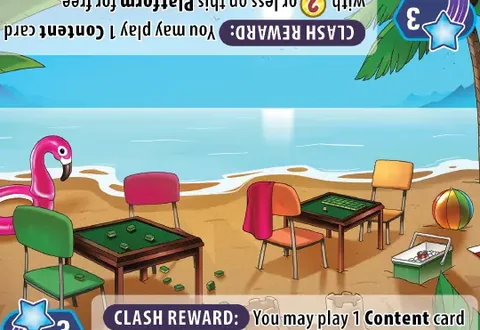 with 2 or less on this Platform for free
CLASH REWARD: You may play 1 Content card
3
CLASH REWARD: You may play 1 Content card